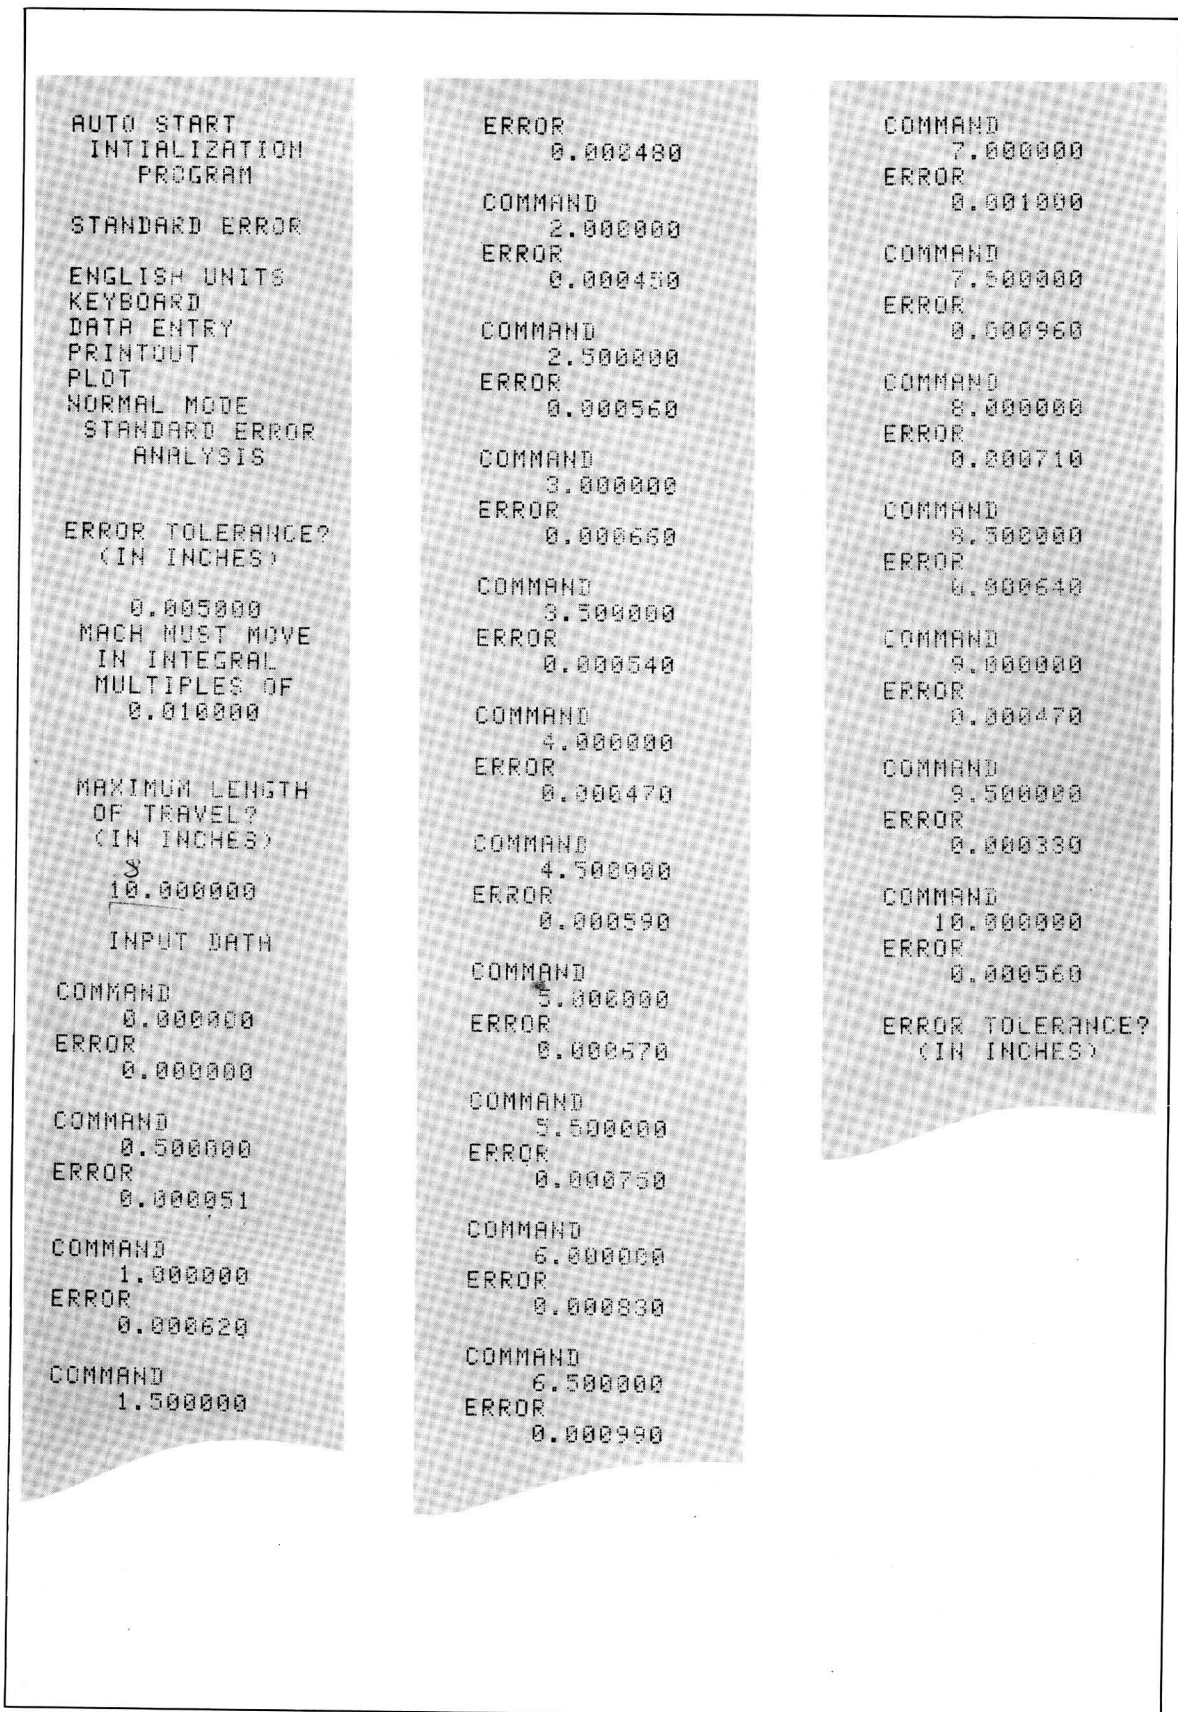 AUTO START
INTIALIZATION
PROGRAM
STANDARD ERROR
ENGLISH UNITS
KEYBOARD
DATA ENTRY
PRINTOUT
PLOT
NORMAL MODE
STANDARD ERROR
ANALYSIS
ERROR TOLERANCE?
(IN INCHES)
0.005000
MACH MUST MOVE
IN INTEGRAL
MULTIPLES OF
0.010000
MAXIMUM LENGTH
OF TRAVEL?
(IN INCHES)
10.000000
INPUT DATA
COMMAND
0.000000
ERROR
0.000000
COMMAND
0.500000
ERROR
0.000051
COMMAND
1.000000
ERROR
0.000620
COMMAND
1.500000
ERROR
0.000480
COMMAND
2.000000
ERROR
0.000450
COMMAND
2.500000
ERROR
0.000560
COMMAND
3.000000
ERROR
0.000660
COMMAND
3.500000
ERROR
0.000540
COMMAND
4.000000
ERROR
0.000470
COMMAND
4.500000
ERROR
0.000590
COMMAND
5.000000
ERROR
0.000670
COMMAND
5.500000
ERROR
0.000750
COMMAND
6.000000
ERROR
0.000830
COMMAND
6.500000
ERROR
0.000990
COMMAND
7.000000
ERROR
0.001000
COMMAND
7.500000
ERROR
0.000960
COMMAND
8.000000
ERROR
0.000710
COMMAND
8.500000
ERROR
0.000640
COMMAND
9.000000
ERROR
0.000470
COMMAND
9.500000
ERROR
0.000330
COMMAND
10.000000
ERROR
0.000560
ERROR TOLERANCE?
(IN INCHES)